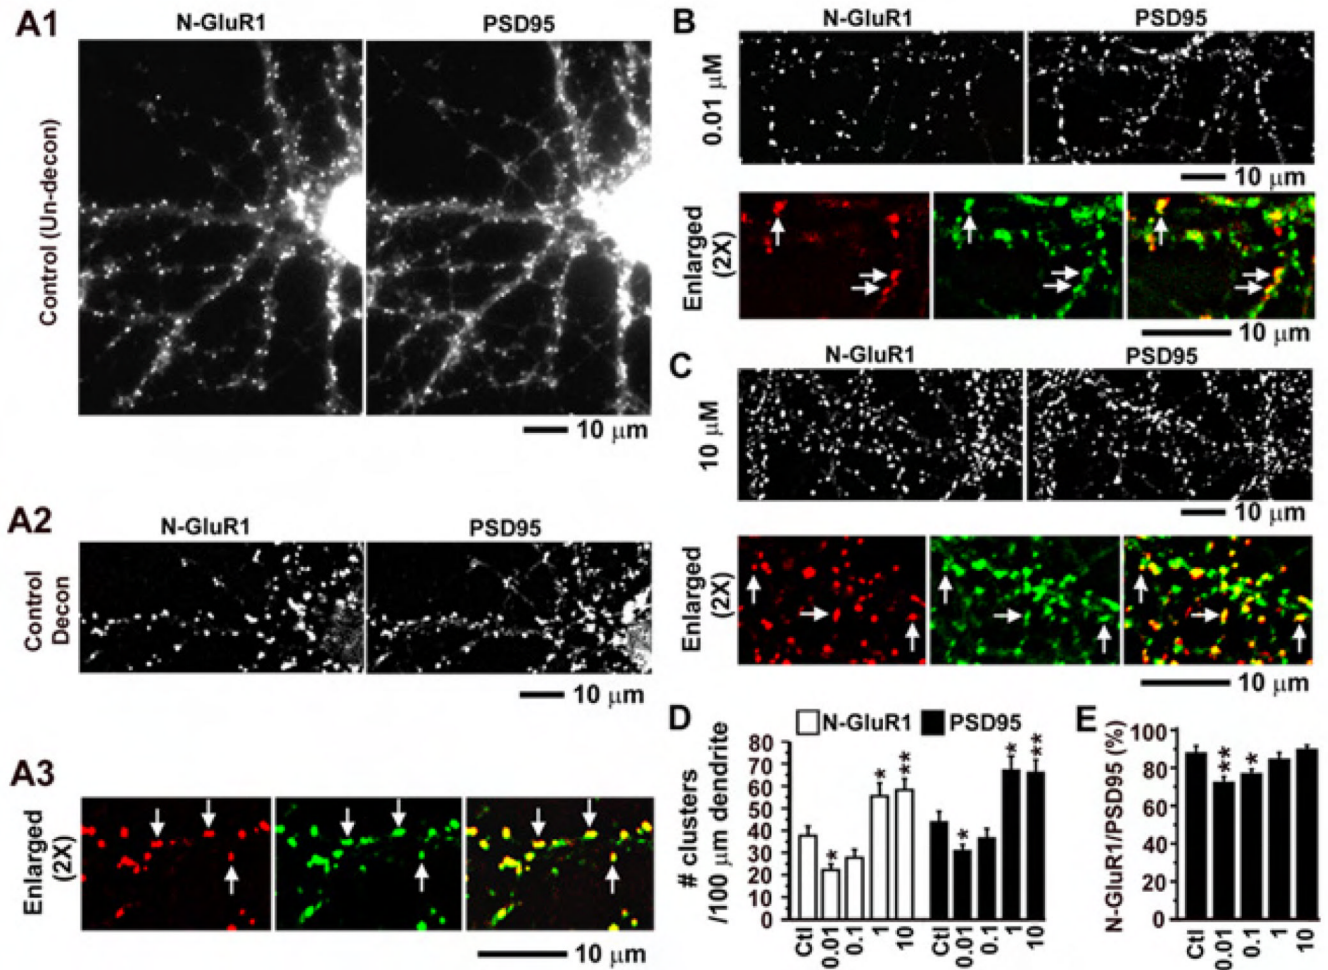 A1
N-GluR1
PSD95
Control (Un-decon)
10 μm
A2
N-GluR1
PSD95
Control
Decon
10 μm
A3
Enlarged
(2X)
10 μm
B
N-GluR1
PSD95
0.01 μM
10 μm
Enlarged
(2X)
10 μm
C
N-GluR1
PSD95
10 μM
10 μm
Enlarged
(2X)
10 μm
D
N-GluR1
PSD95
# clusters
/100 μm dendrite
80
70
60
50
40
30
20
10
0
*
*
**
*
*
**
Ctl
0.01
0.1
1
10
Ctl
0.01
0.1
1
10
E
N-GluR1/PSD95 (%)
100
80
60
40
20
0
**
*
Ctl
0.01
0.1
1
10